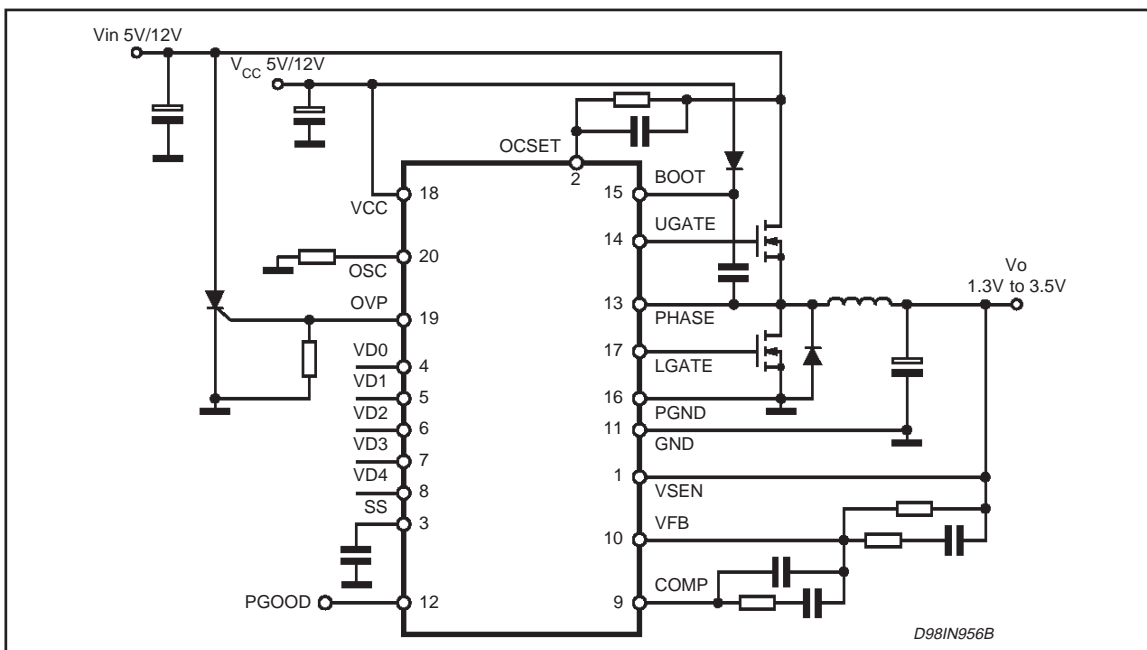 Vin 5V/12V
VCC 5V/12V
OCSET
2
BOOT
15
18
VCC
UGATE
14
20
OSC
Vo
1.3V to 3.5V
OVP
13
PHASE
19
VD0
17
LGATE
4
VD1
16
PGND
5
VD2
11
GND
6
VD3
7
VD4
1
VSEN
8
SS
3
VFB
10
COMP
PGOOD
12
9
D98IN956B